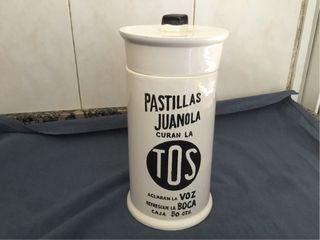 PASTILLAS
JUANOLA
CURAN LA
TOS
ACLARAN LA VOZ
REFRESCAN LA BOCA
CAJA 50 CTS.